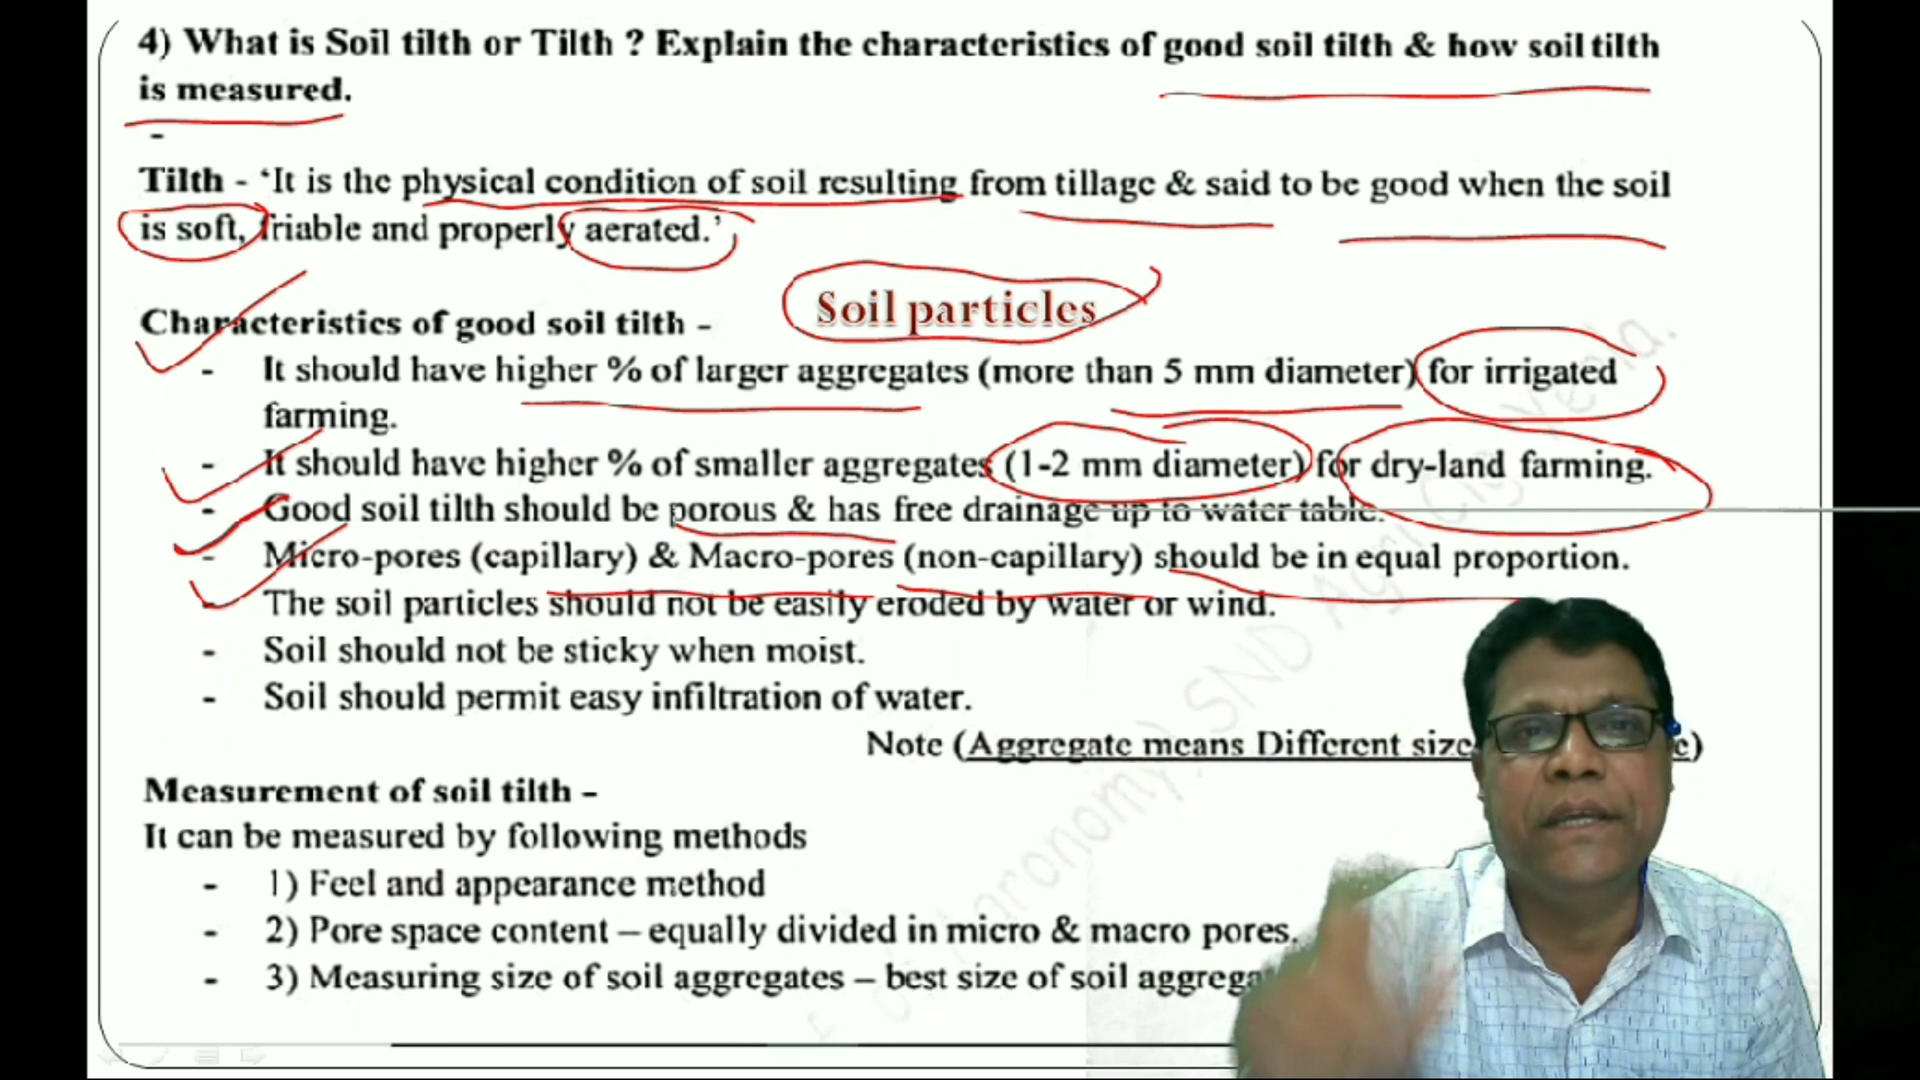 4) What is Soil tilth or Tilth ? Explain the characteristics of good soil tilth & how soil tilth
is measured.
-
Tilth - ‘It is the physical condition of soil resulting from tillage & said to be good when the soil
is soft, friable and properly aerated.’
Soil particles
Characteristics of good soil tilth -
- It should have higher % of larger aggregates (more than 5 mm diameter) for irrigated
farming.
- It should have higher % of smaller aggregates (1-2 mm diameter) for dry-land farming.
- Good soil tilth should be porous & has free drainage up to water table.
- Micro-pores (capillary) & Macro-pores (non-capillary) should be in equal proportion.
- The soil particles should not be easily eroded by water or wind.
- Soil should not be sticky when moist.
- Soil should permit easy infiltration of water.
Note (Aggregate means Different size
Measurement of soil tilth -
It can be measured by following methods
- 1) Feel and appearance method
- 2) Pore space content – equally divided in micro & macro pores.
- 3) Measuring size of soil aggregates – best size of soil